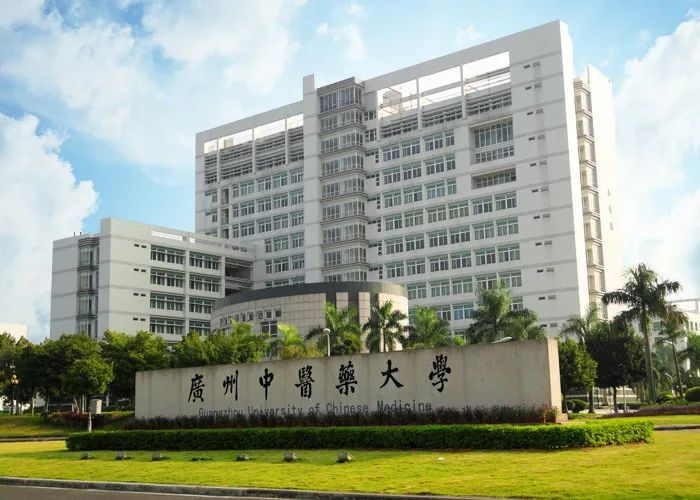 廣州中醫藥大學
Guangzhou University of Chinese Medicine